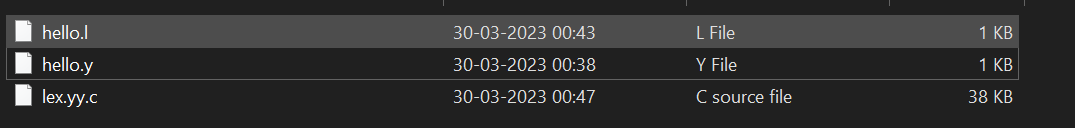 hello.l 30-03-2023 00:43 L File 1 KB
hello.y 30-03-2023 00:38 Y File 1 KB
lex.yy.c 30-03-2023 00:47 C source file 38 KB